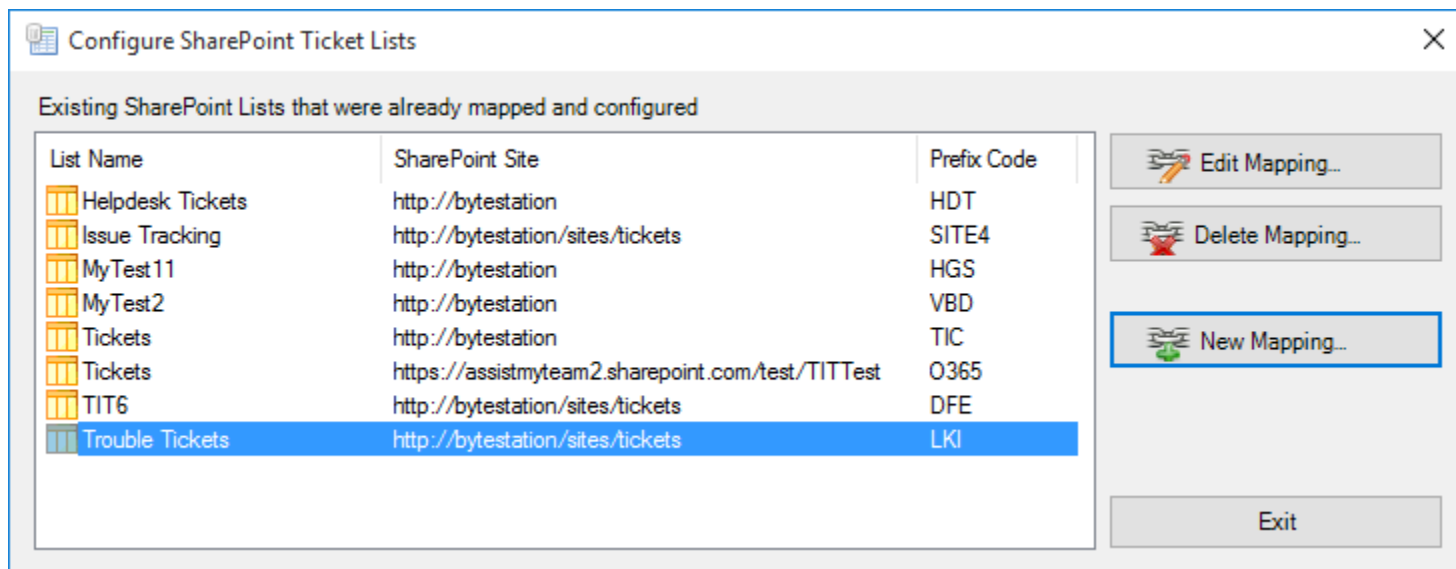 Configure SharePoint Ticket Lists
Existing SharePoint Lists that were already mapped and configured
List Name SharePoint Site Prefix Code
Helpdesk Tickets http://bytestation HDT
Issue Tracking http://bytestation/sites/tickets SITE4
MyTest11 http://bytestation HGS
MyTest2 http://bytestation VBD
Tickets http://bytestation TIC
Tickets https://assistmyteam2.sharepoint.com/test/TITTest O365
TIT6 http://bytestation/sites/tickets DFE
Trouble Tickets http://bytestation/sites/tickets LKI
Edit Mapping...
Delete Mapping...
New Mapping...
Exit